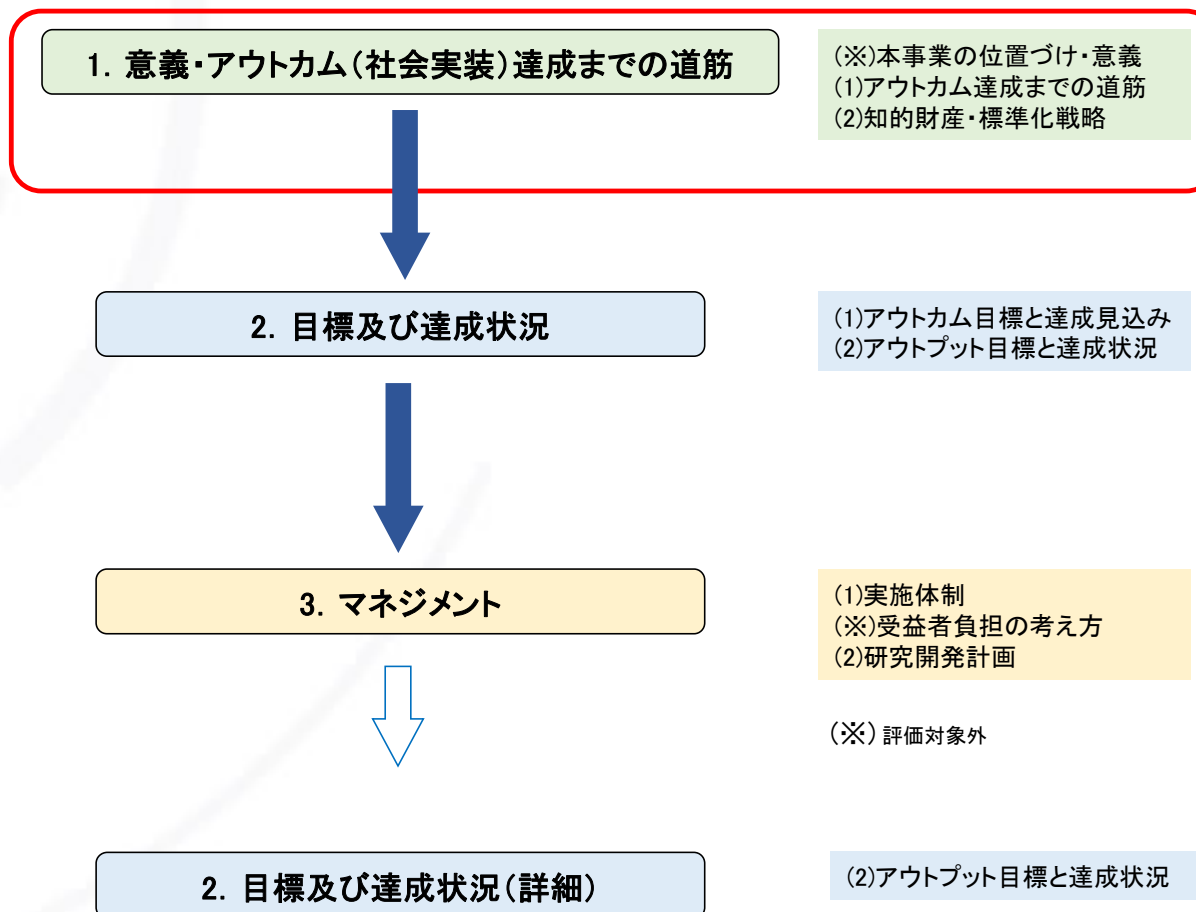 1．意義・アウトカム（社会実装）達成までの道筋
(※)本事業の位置づけ・意義
(1)アウトカム達成までの道筋
(2)知的財産・標準化戦略
2．目標及び達成状況
(1)アウトカム目標と達成見込み
(2)アウトプット目標と達成状況
3．マネジメント
(1)実施体制
(※)受益者負担の考え方
(2)研究開発計画
(※) 評価対象外
2．目標及び達成状況（詳細）
(2)アウトプット目標と達成状況